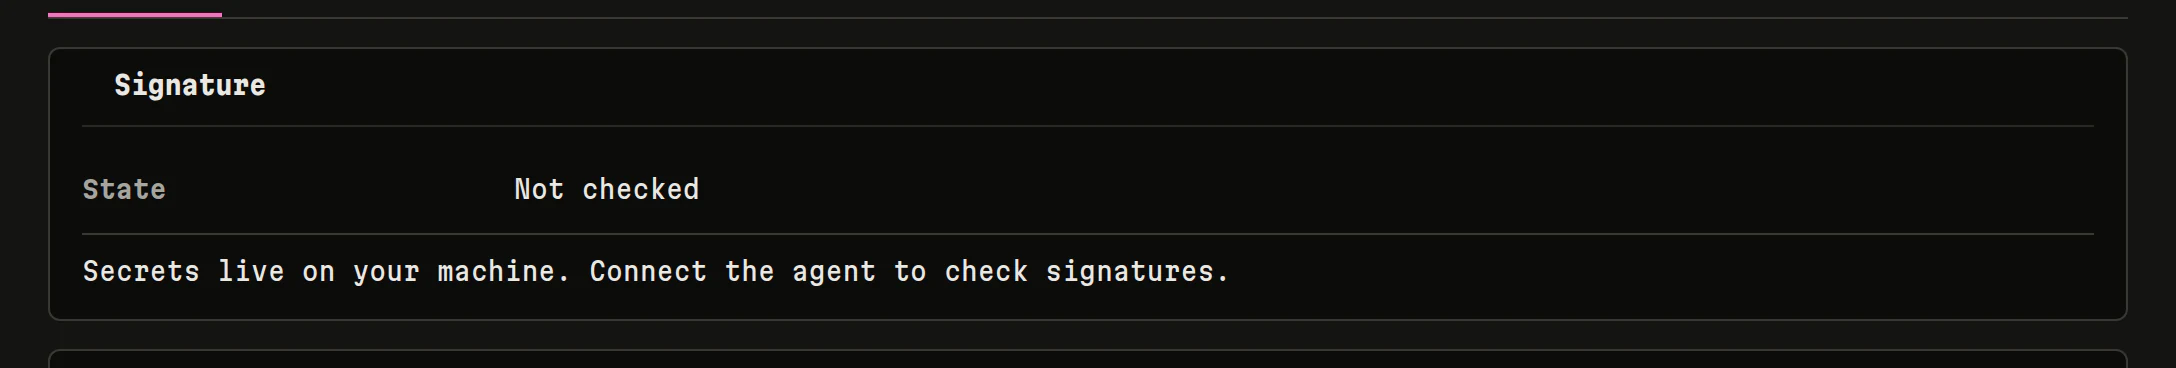 Signature
State Not checked
Secrets live on your machine. Connect the agent to check signatures.